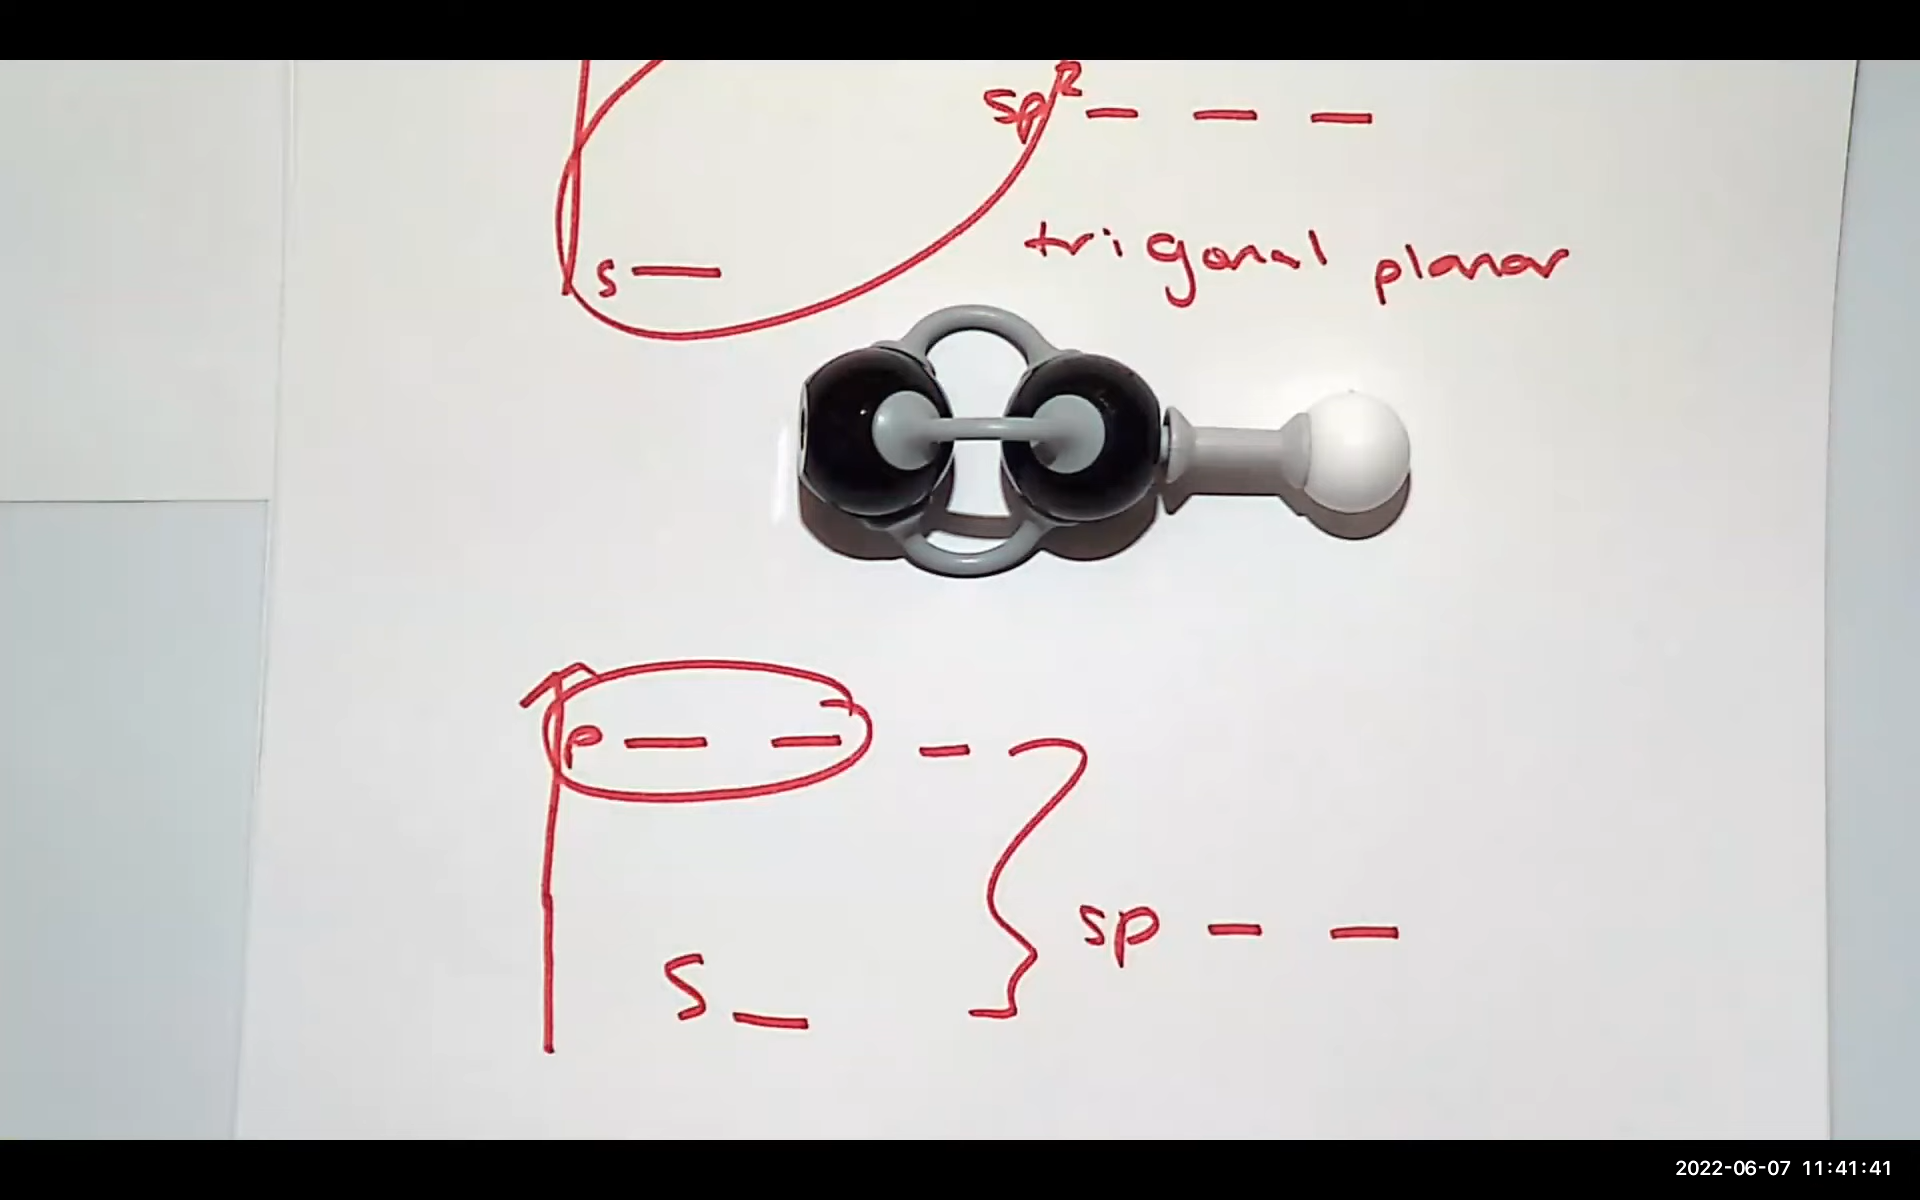 sp² — — —
s —
trigonal planar
p — — —
sp — —
s —
2022-06-07 11:41:41